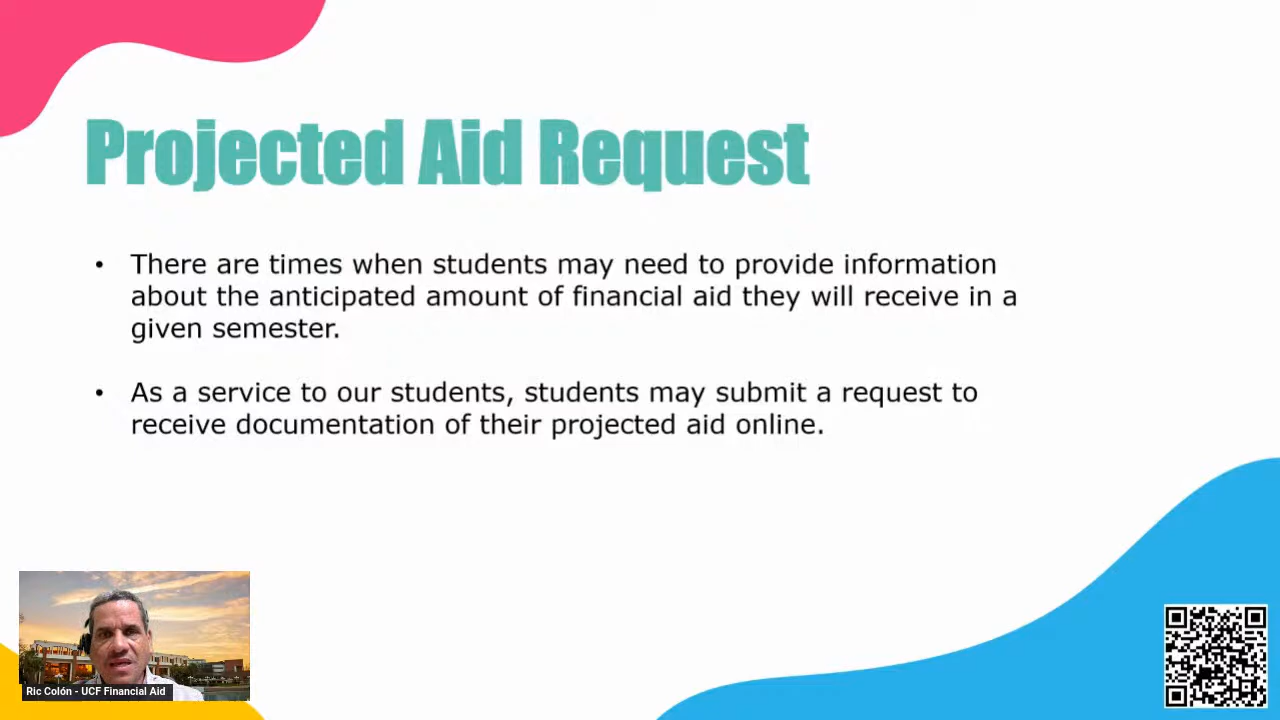 Projected Aid Request
• There are times when students may need to provide information
about the anticipated amount of financial aid they will receive in a
given semester.
• As a service to our students, students may submit a request to
receive documentation of their projected aid online.
Ric Colón - UCF Financial Aid